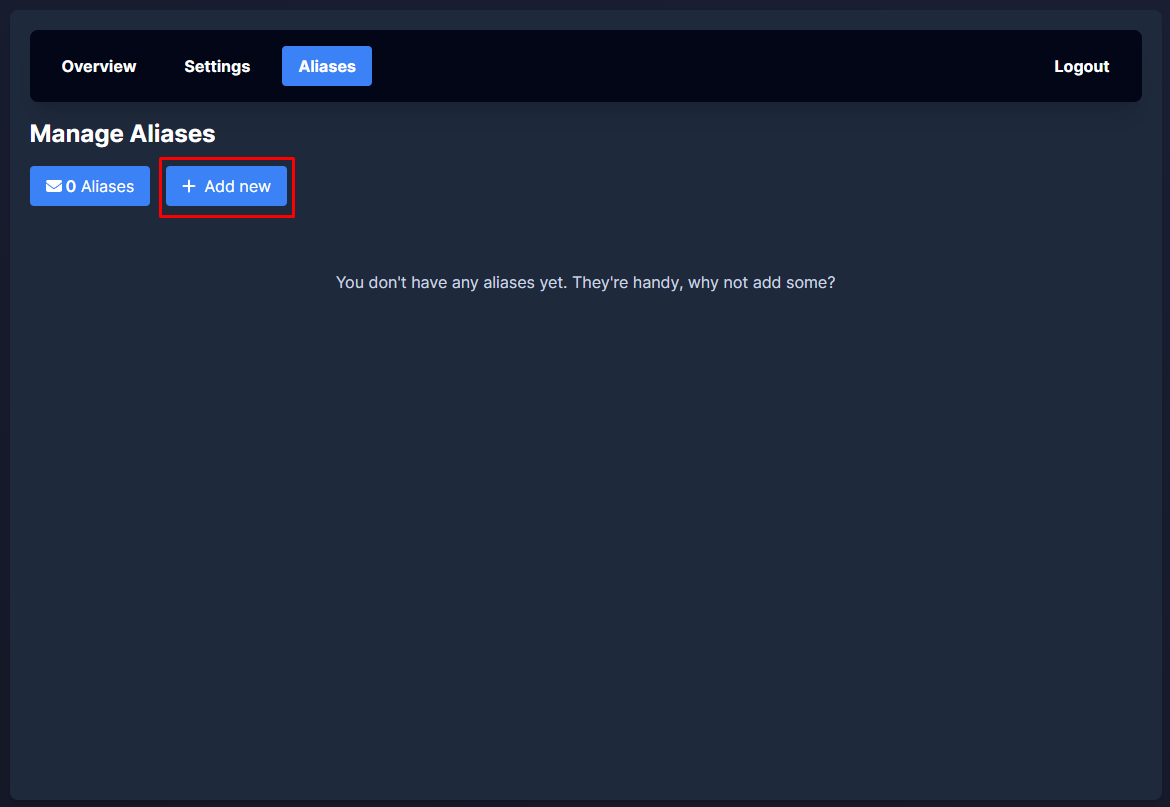 Overview Settings Aliases Logout
Manage Aliases
0 Aliases + Add new
You don't have any aliases yet. They're handy, why not add some?